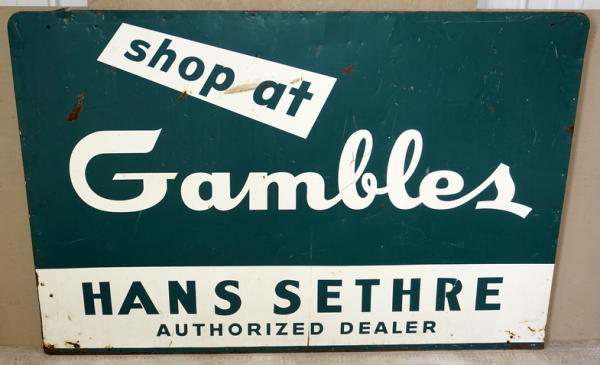 shop at
Gambles
HANS SETHRE
AUTHORIZED DEALER